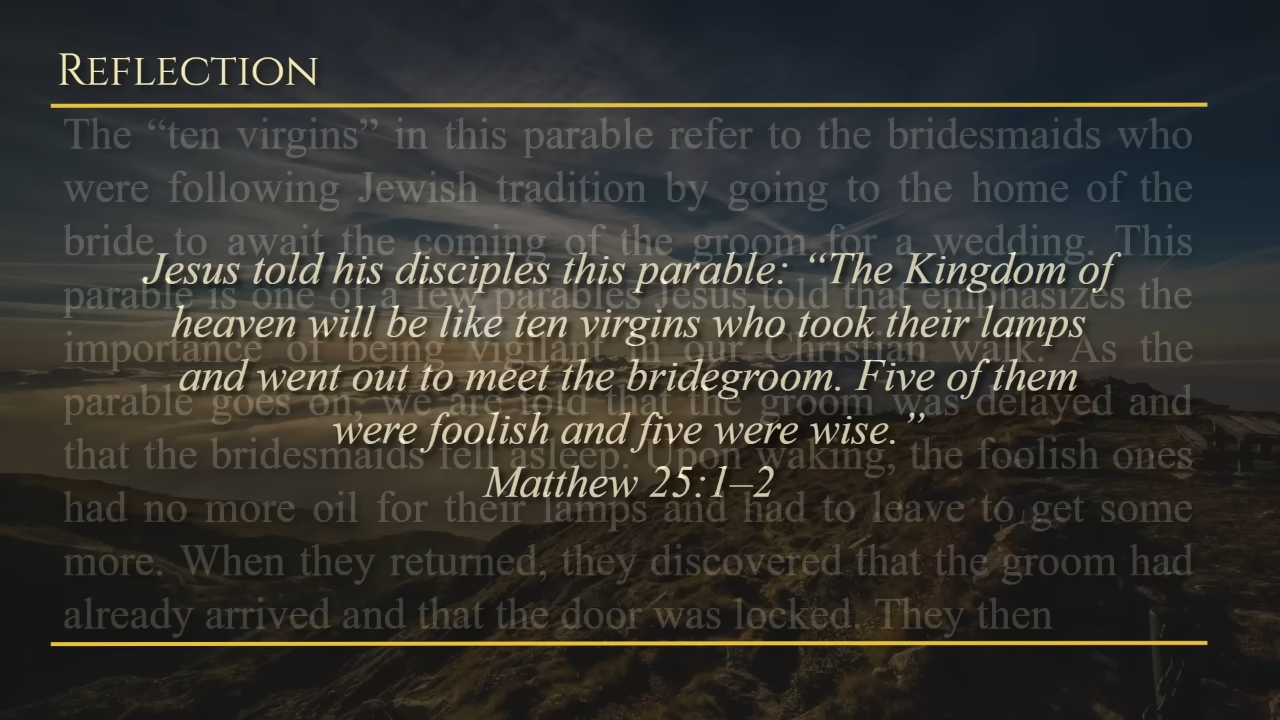 Reflection
The “ten virgins” in this parable refer to the bridesmaids who
were following Jewish tradition by going to the home of the
bride to await the coming of the groom for a wedding. This
parable is one of a few parables Jesus told that emphasizes the
importance of being vigilant in our Christian walk. As the
parable goes on, we are told that the groom was delayed and
that the bridesmaids fell asleep. Upon waking, the foolish ones
had no more oil for their lamps and had to leave to get some
more. When they returned, they discovered that the groom had
already arrived and that the door was locked. They then
Jesus told his disciples this parable: “The Kingdom of
heaven will be like ten virgins who took their lamps
and went out to meet the bridegroom. Five of them
were foolish and five were wise.”
Matthew 25:1–2